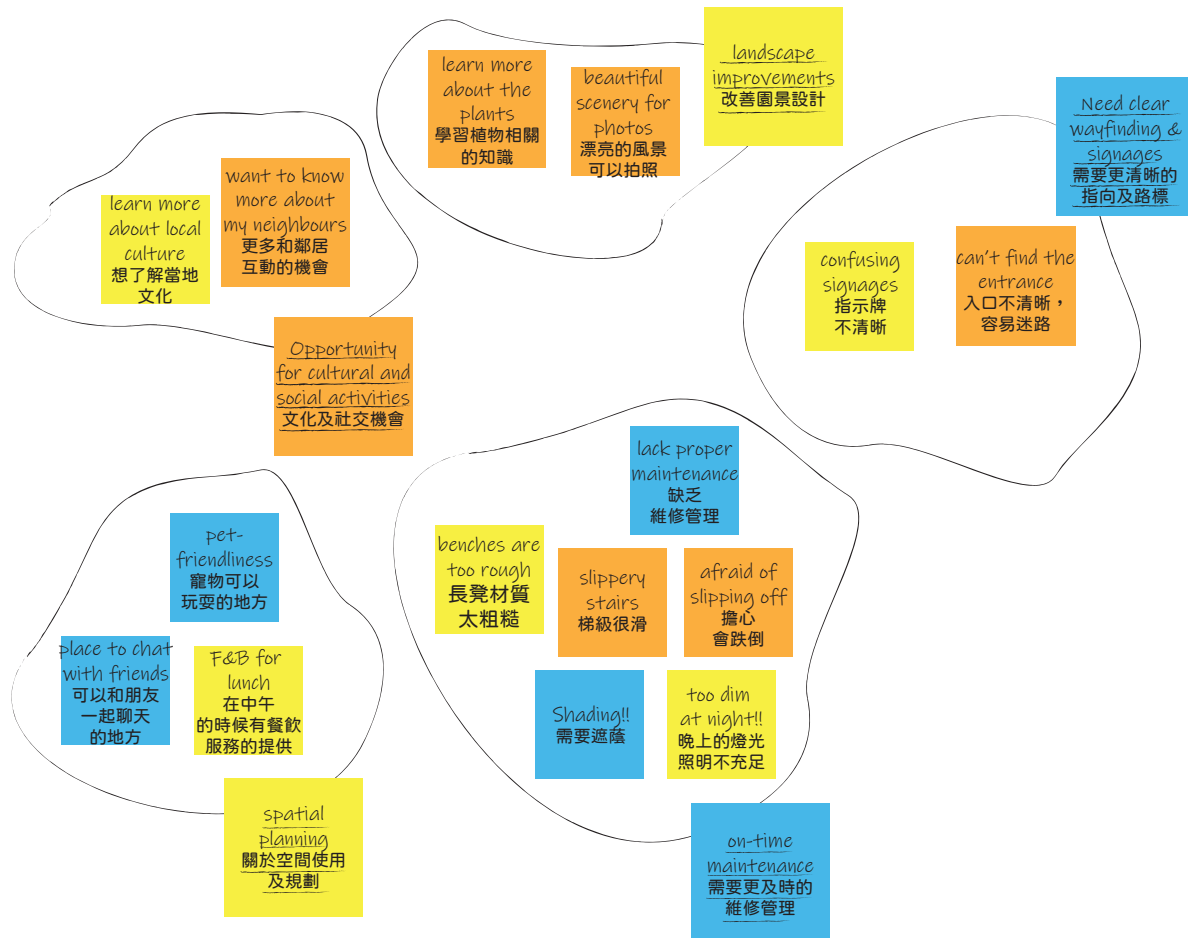 learn more
about the
plants
學習植物相關
的知識
beautiful
scenery for
photos
漂亮的風景
可以拍照
landscape
improvements
改善園景設計
learn more
about local
culture
想了解當地
文化
want to know
more about
my neighbours
更多和鄰居
互動的機會
Opportunity
for cultural and
social activities
文化及社交機會
Need clear
wayfinding &
signages
需要更清晰的
指向及路標
confusing
signages
指示牌
不清晰
can't find the
entrance
入口不清晰，
容易迷路
pet-
friendliness
寵物可以
玩耍的地方
place to chat
with friends
可以和朋友
一起聊天
的地方
F&B for
lunch
在中午
的時候有餐飲
服務的提供
spatial
planning
關於空間使用
及規劃
lack proper
maintenance
缺乏
維修管理
benches are
too rough
長凳材質
太粗糙
slippery
stairs
梯級很滑
afraid of
slipping off
擔心
會跌倒
Shading!!
需要遮蔭
too dim
at night!!
晚上的燈光
照明不充足
on-time
maintenance
需要更及時的
維修管理